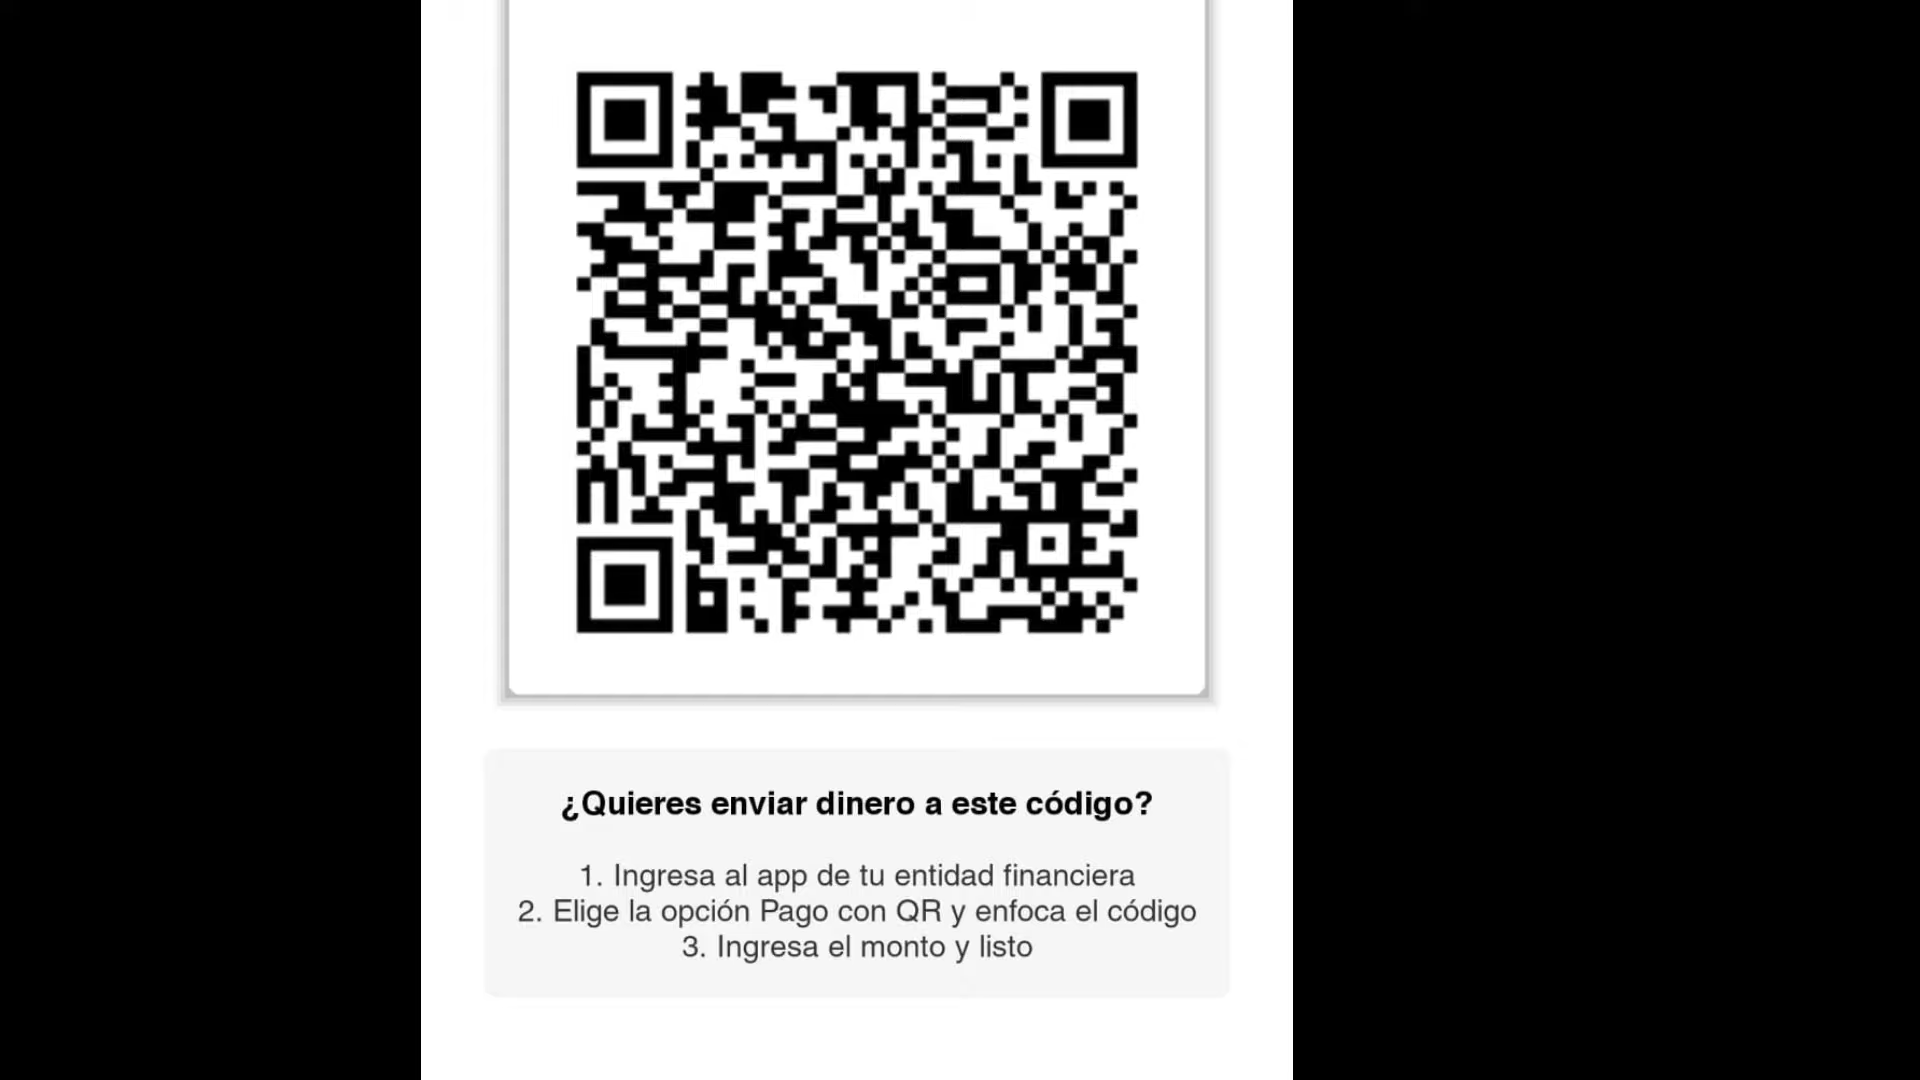 ¿Quieres enviar dinero a este código?
1. Ingresa al app de tu entidad financiera
2. Elige la opción Pago con QR y enfoca el código
3. Ingresa el monto y listo